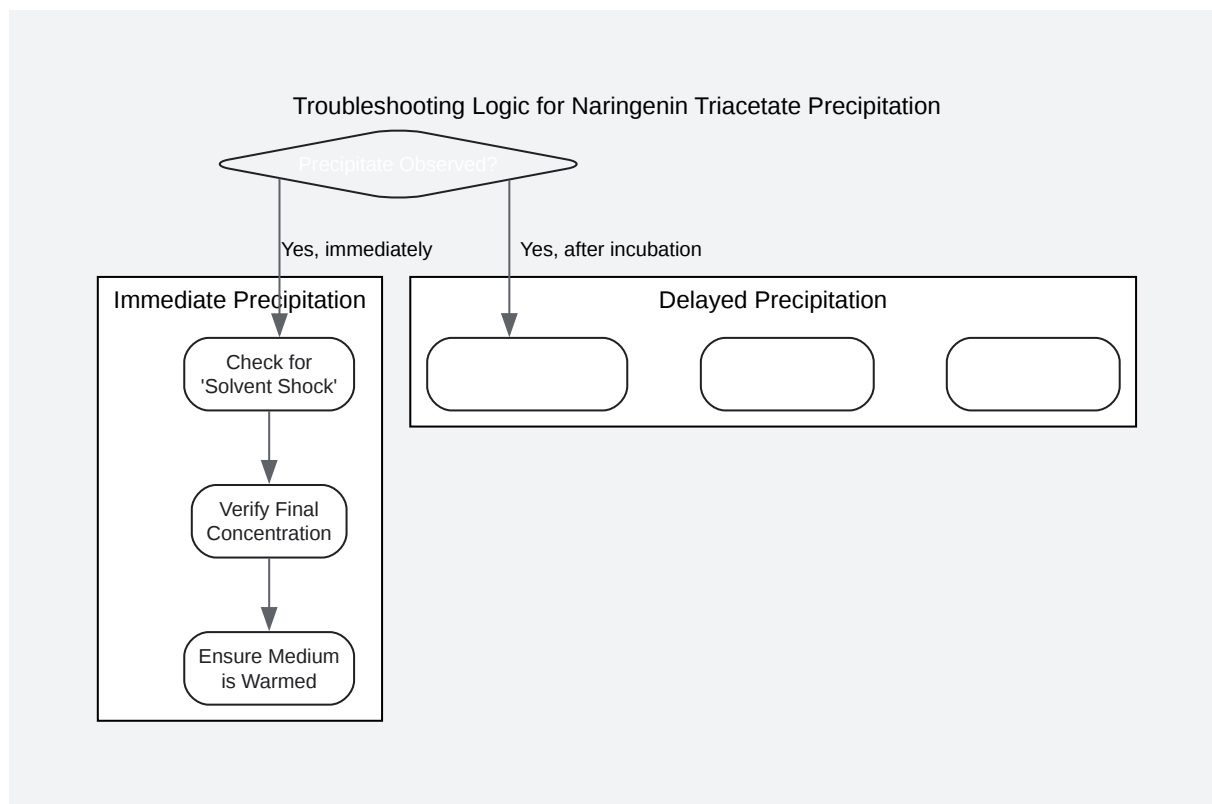 Troubleshooting Logic for Naringenin Triacetate Precipitation
Precipitate Observed?
Yes, immediately
Yes, after incubation
Immediate Precipitation
Check for
'Solvent Shock'
Verify Final
Concentration
Ensure Medium
is Warmed
Delayed Precipitation